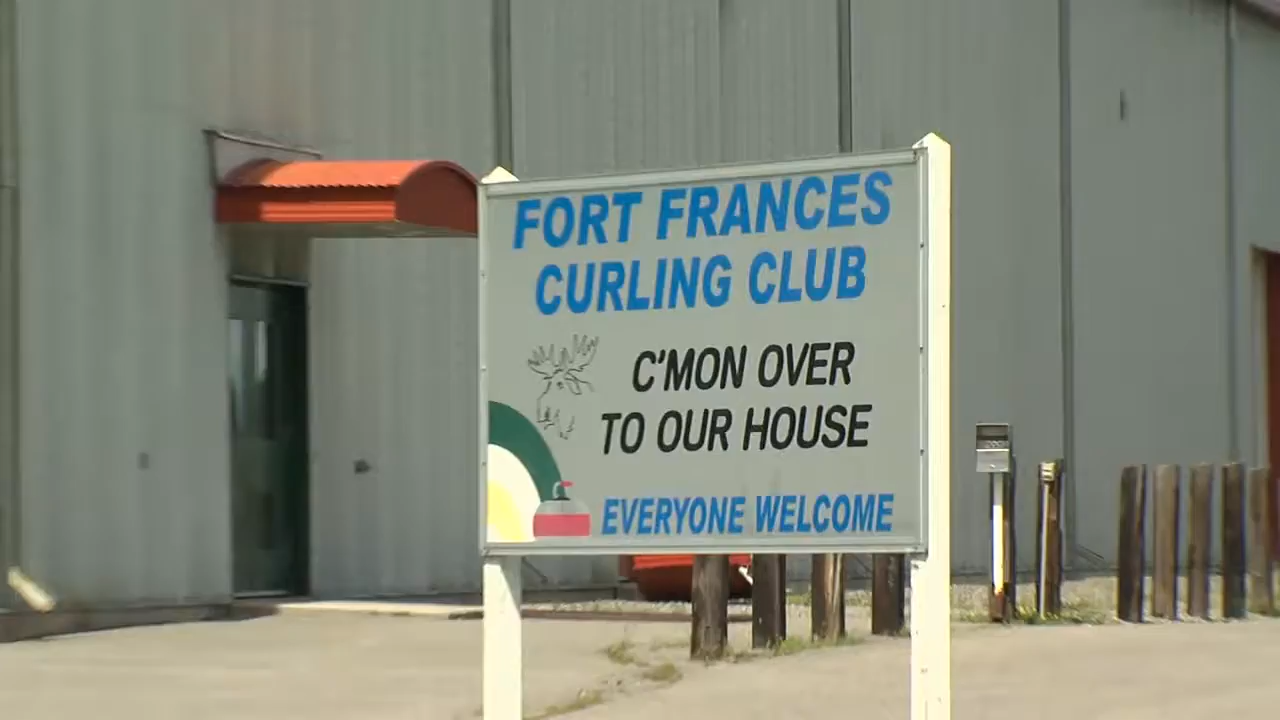 FORT FRANCES
CURLING CLUB
C'MON OVER
TO OUR HOUSE
EVERYONE WELCOME